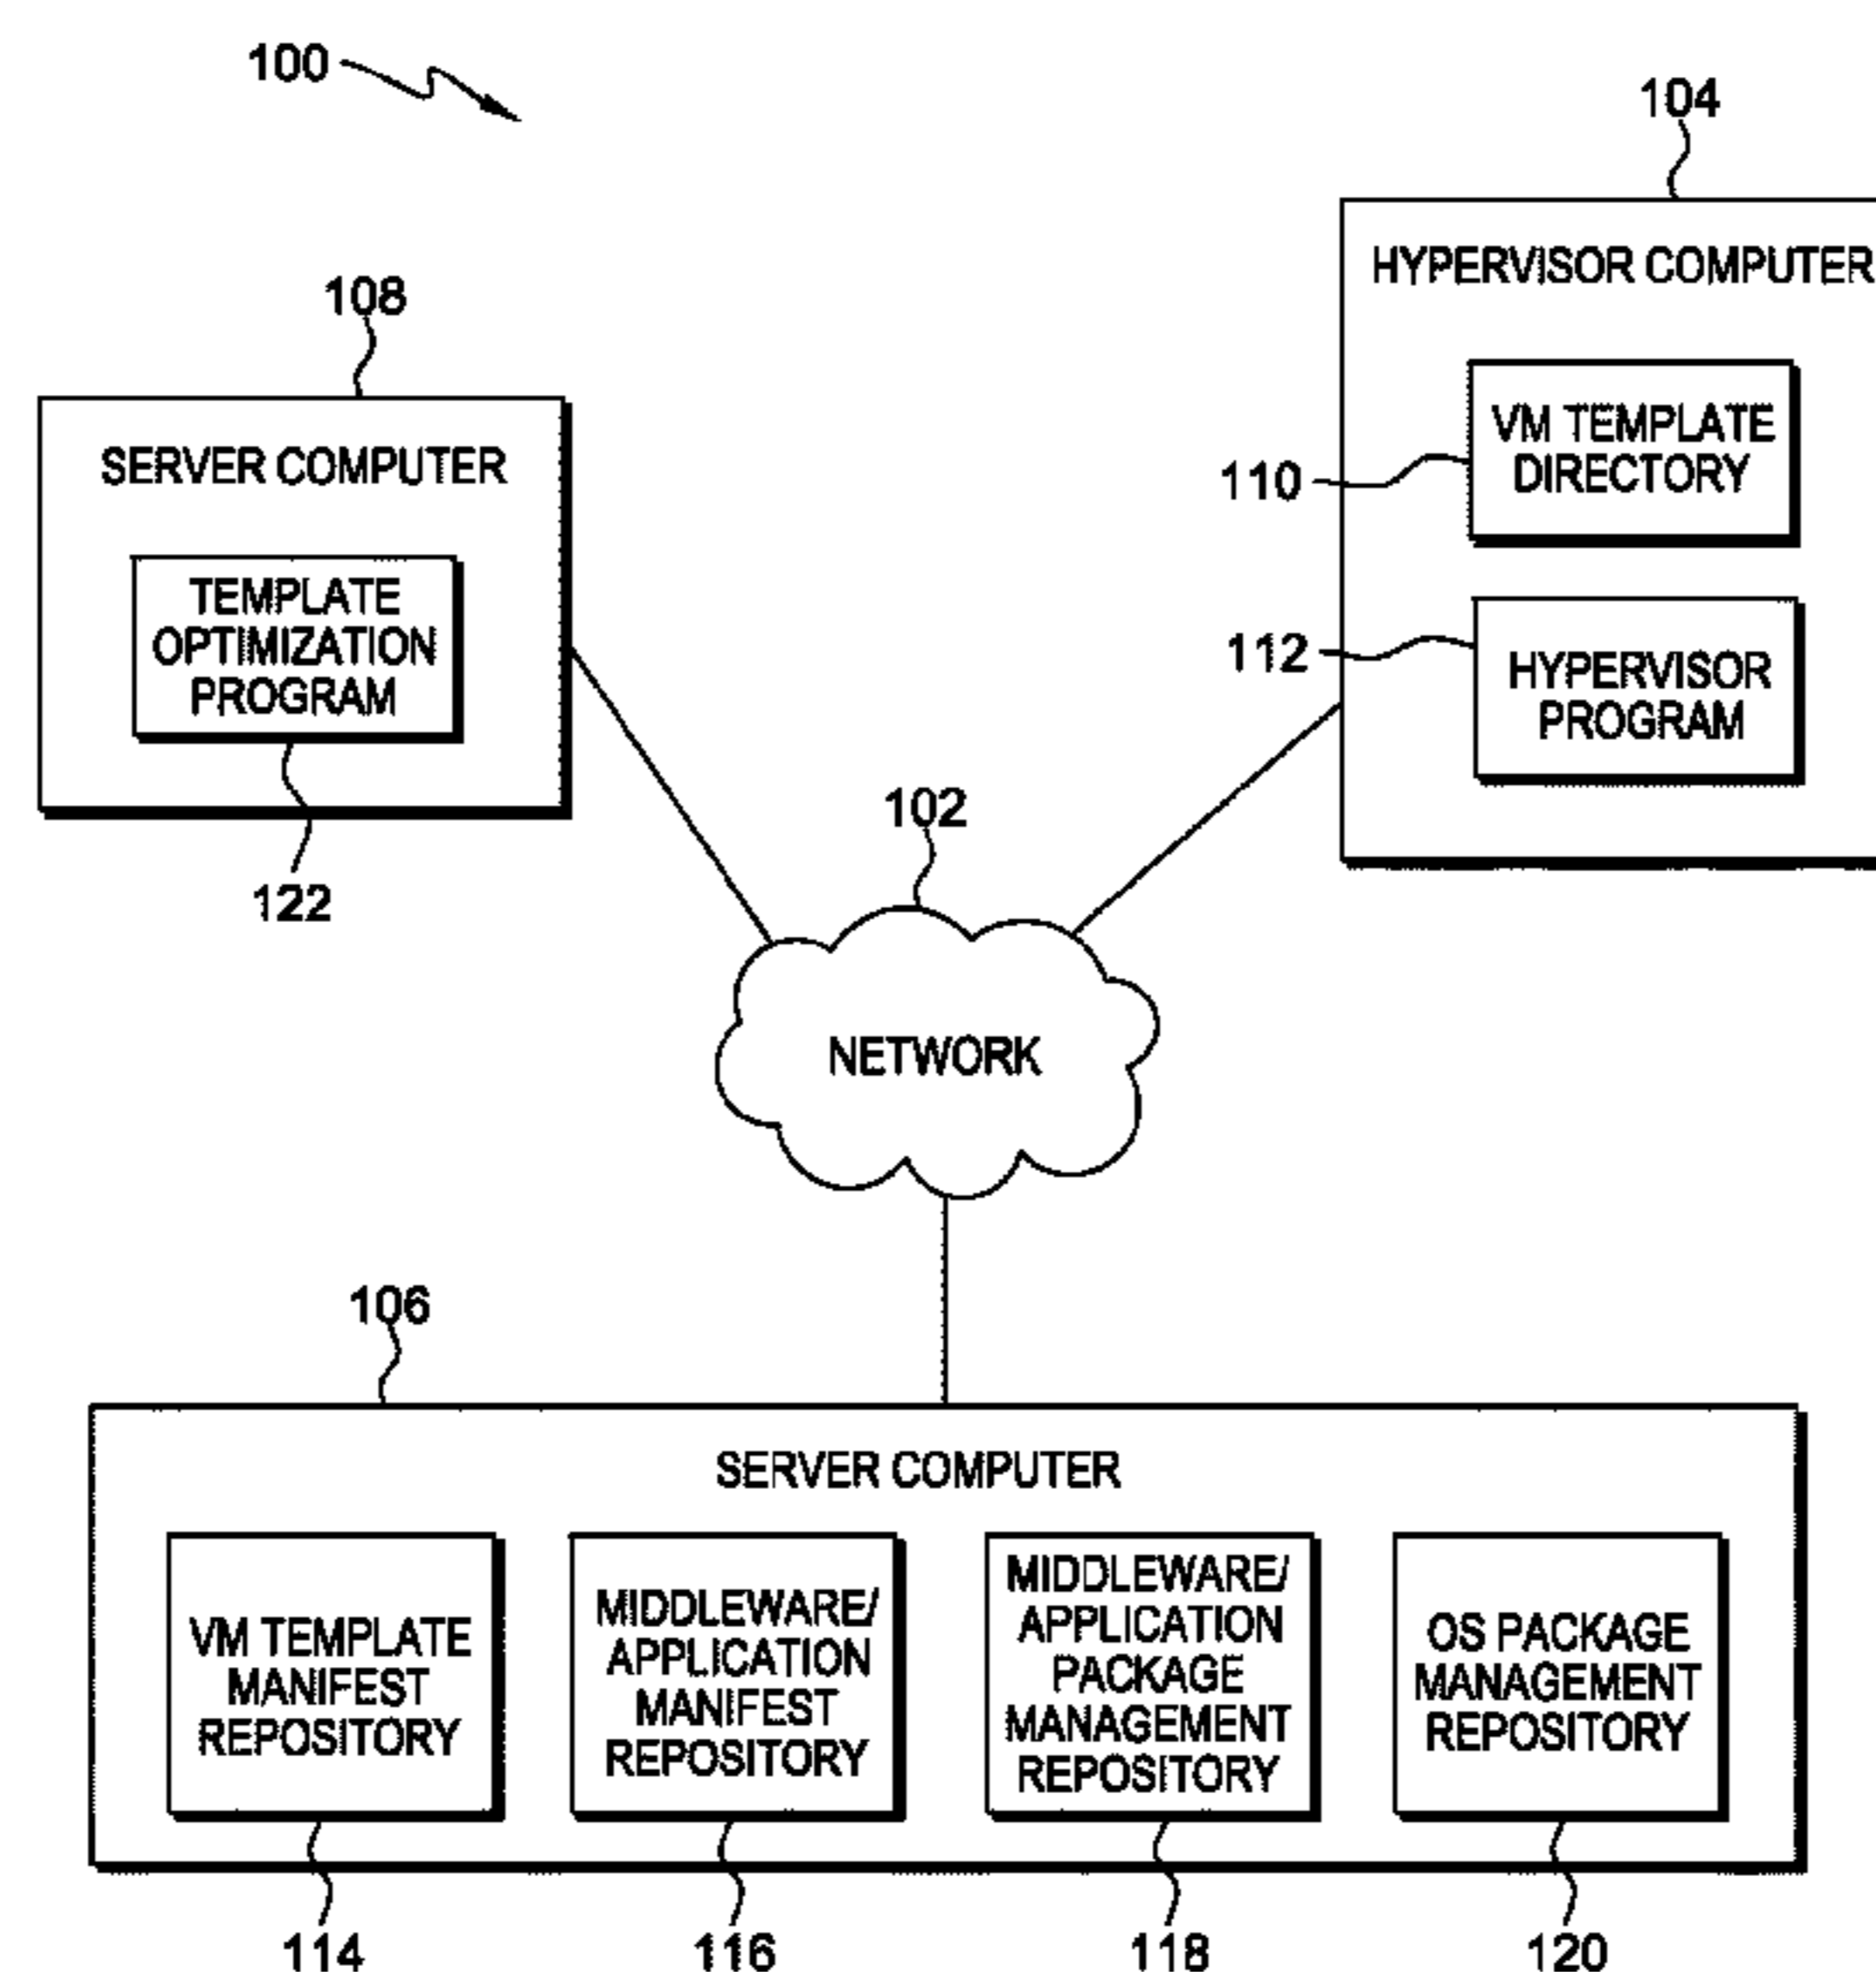 100
104
HYPERVISOR COMPUTER
108
VM TEMPLATE
DIRECTORY
SERVER COMPUTER
110
TEMPLATE
OPTIMIZATION
PROGRAM
112
HYPERVISOR
PROGRAM
102
122
NETWORK
106
SERVER COMPUTER
VM TEMPLATE
MANIFEST
REPOSITORY
MIDDLEWARE/
APPLICATION
MANIFEST
REPOSITORY
MIDDLEWARE/
APPLICATION
PACKAGE
MANAGEMENT
REPOSITORY
OS PACKAGE
MANAGEMENT
REPOSITORY
114
116
118
120